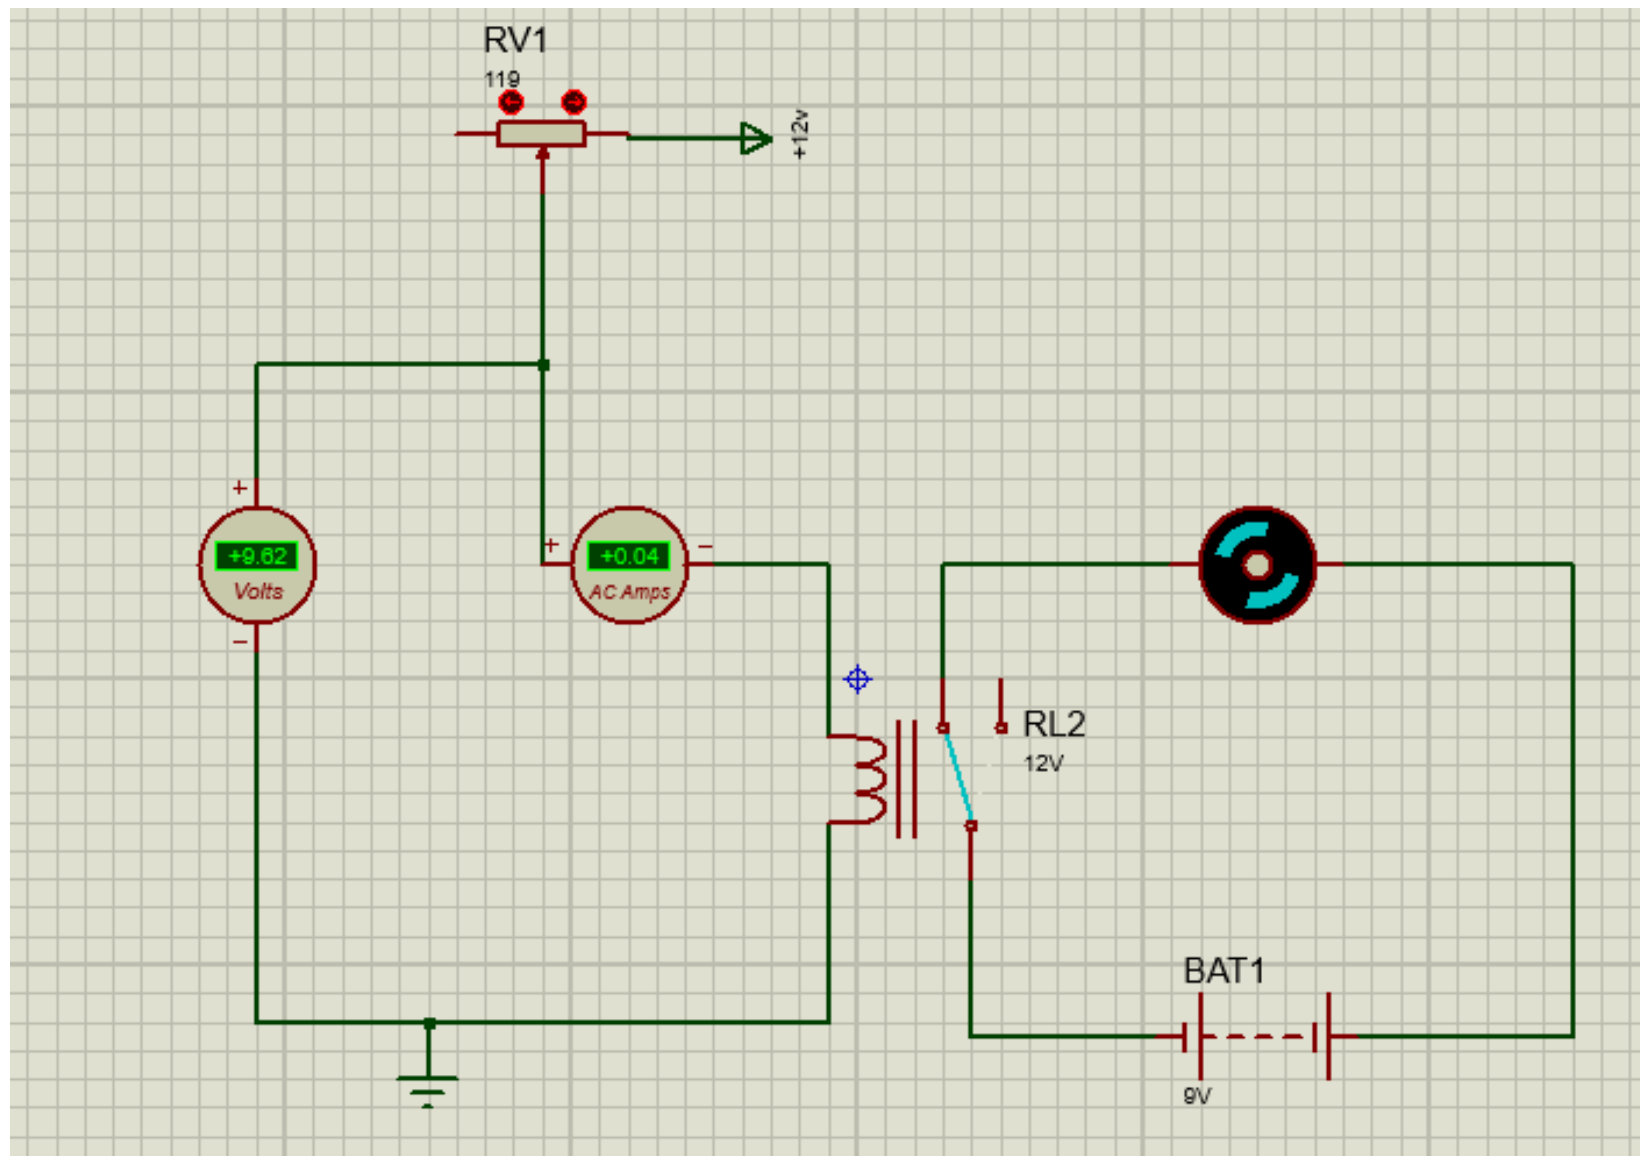 RV1
119
+12v
+
+9.62
Volts
−
+
+0.04
AC Amps
−
RL2
12V
BAT1
9V